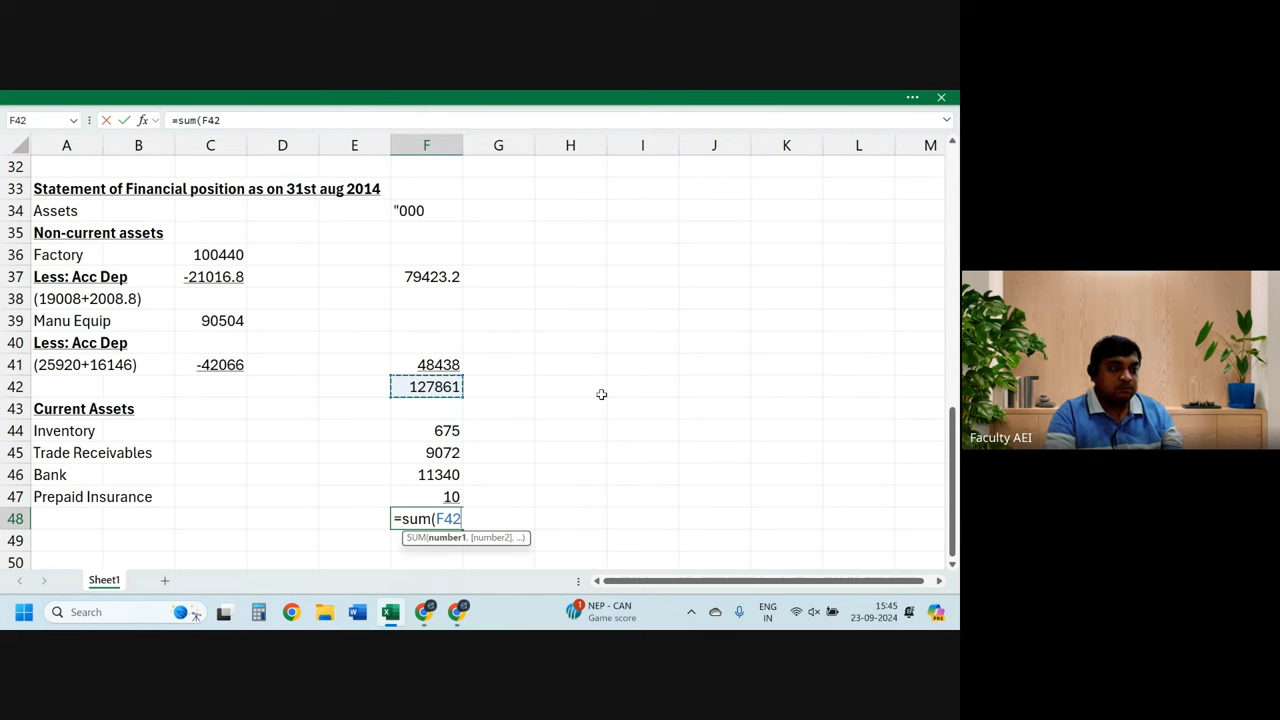 F42 fx =sum(F42
A B C D E F G H I J K L M
32
33 Statement of Financial position as on 31st aug 2014
34 Assets "000
35 Non-current assets
36 Factory 100440
37 Less: Acc Dep -21016.8 79423.2
38 (19008+2008.8)
39 Manu Equip 90504
40 Less: Acc Dep
41 (25920+16146) -42066 48438
42 127861
43 Current Assets
44 Inventory 675
45 Trade Receivables 9072
46 Bank 11340
47 Prepaid Insurance 10
48 =sum(F42
SUM(number1, [number2], ...)
49
50
Sheet1
Faculty AEI
Search
1
NEP - CAN
Game score
ENG
IN
15:45
23-09-2024